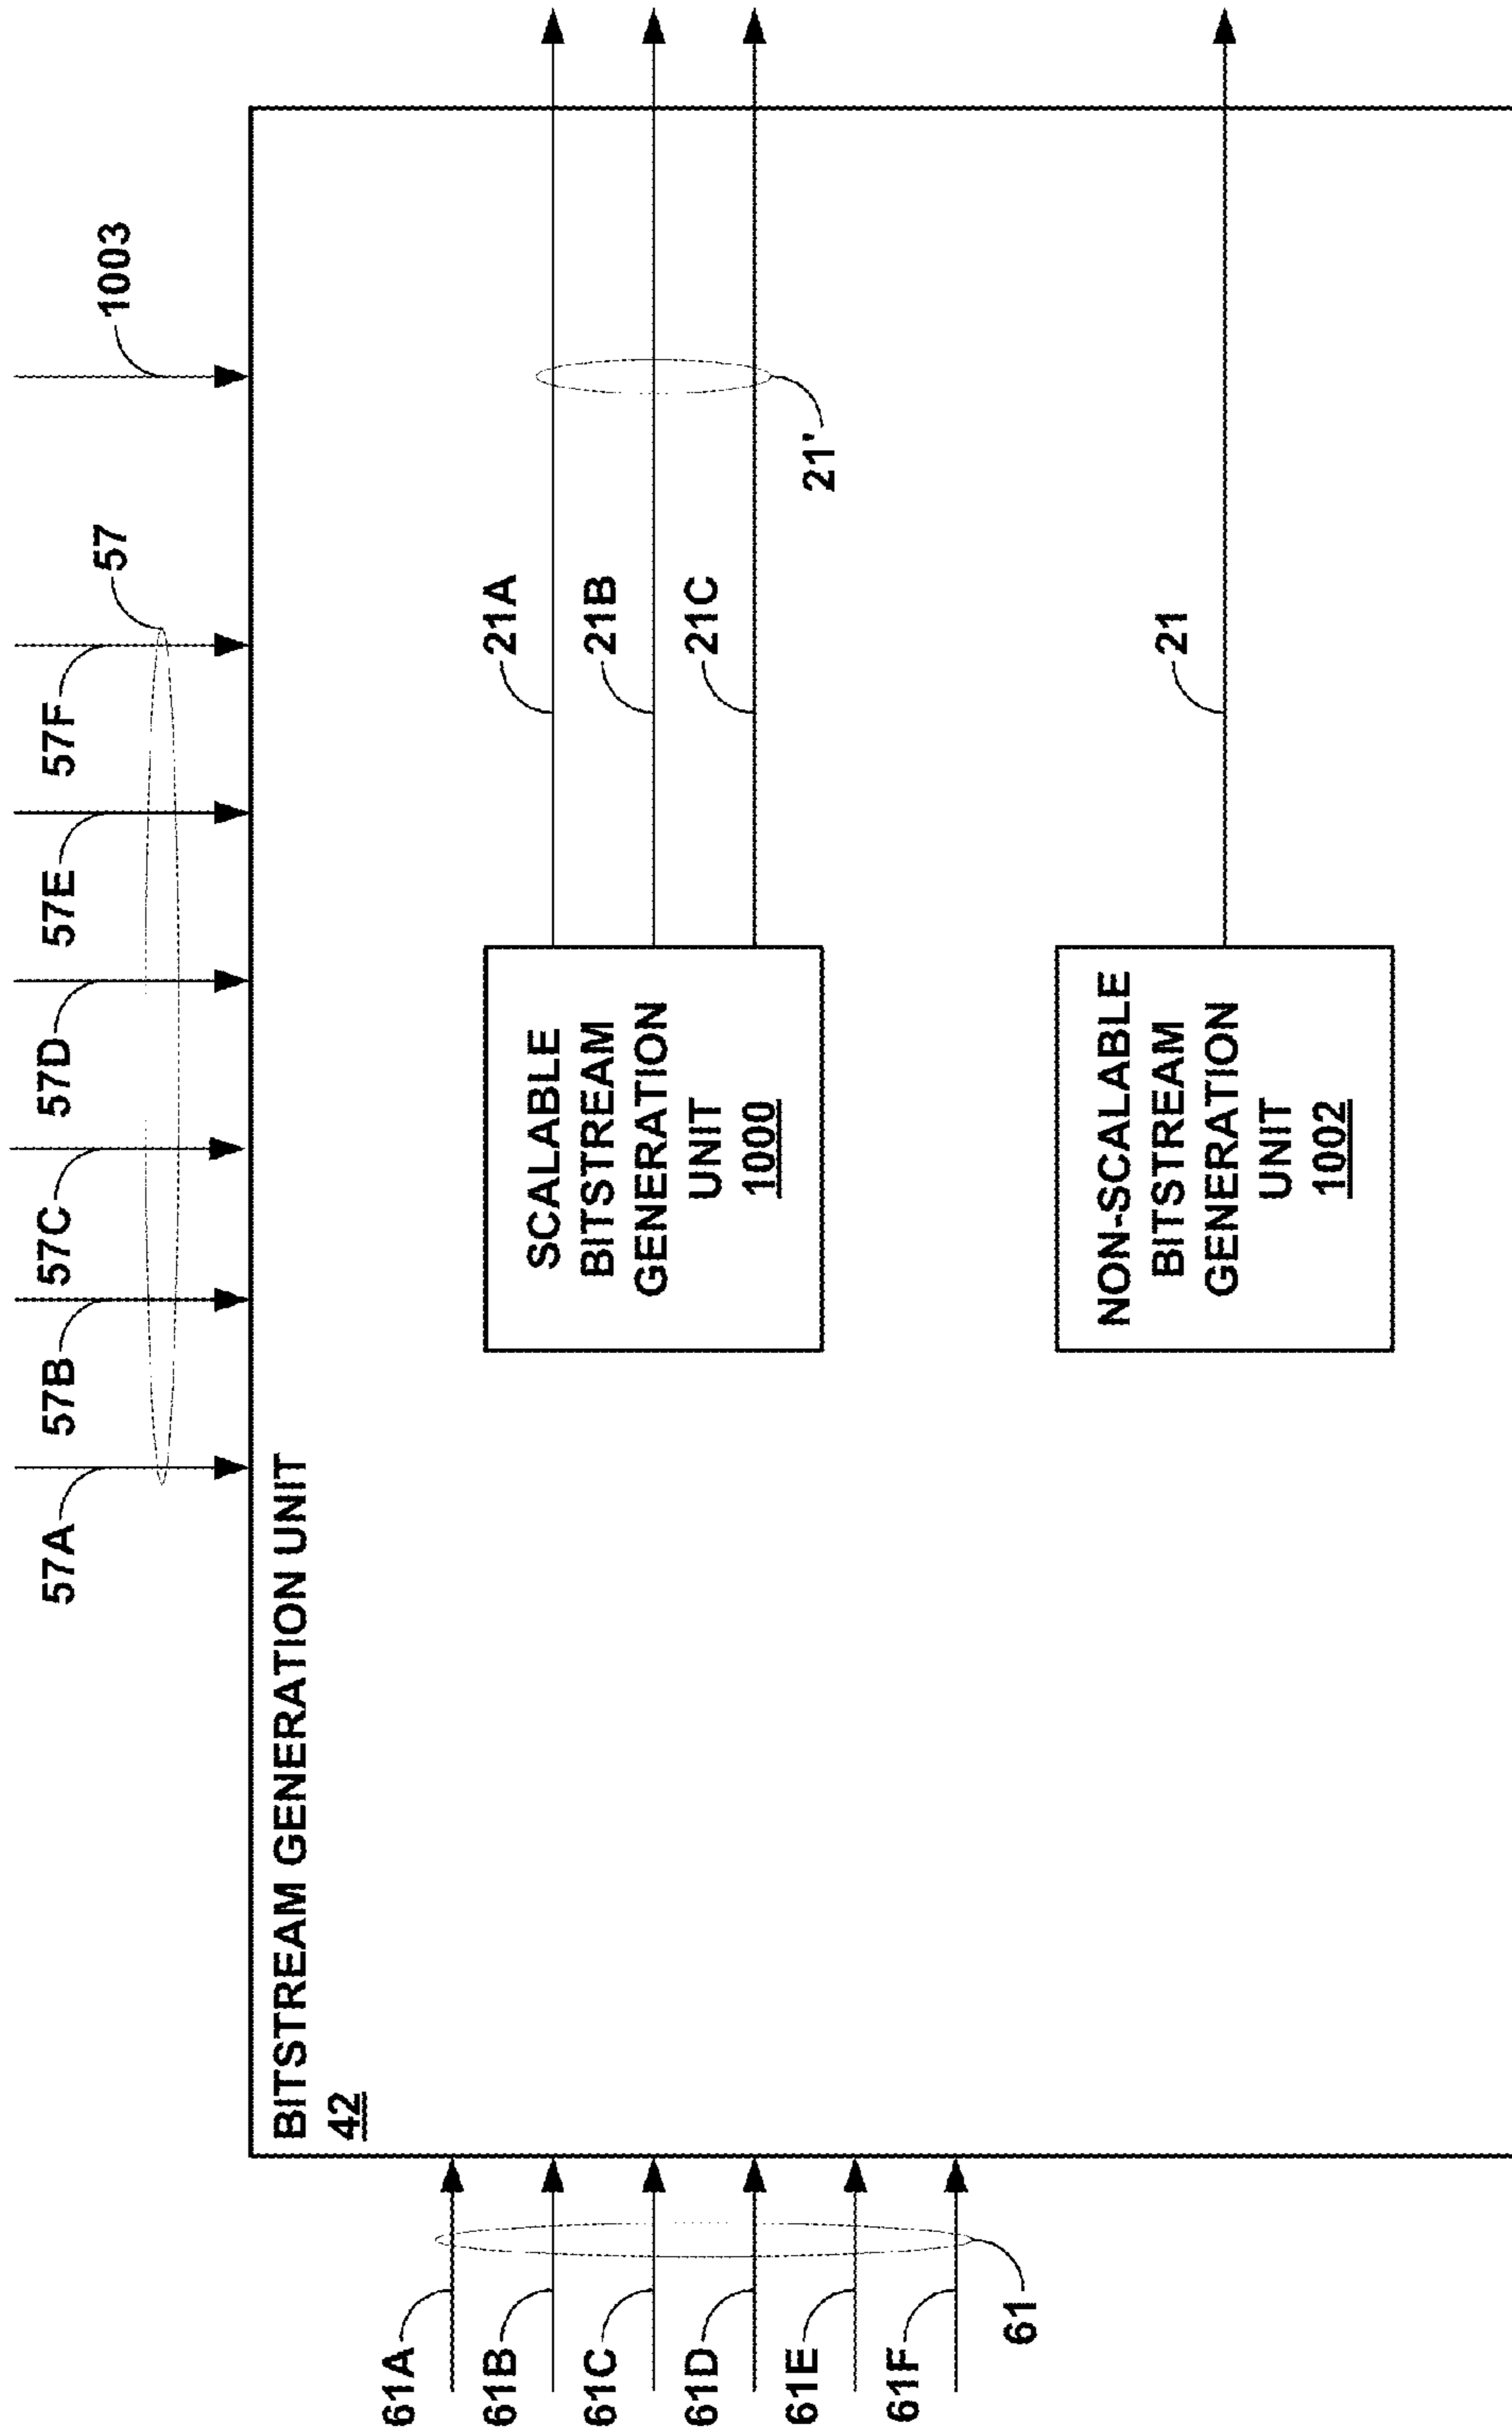 57A
57B
57C
57D
57E
57F
57
1003
BITSTREAM GENERATION UNIT
42
61A
61B
61C
61D
61E
61F
61
SCALABLE
BITSTREAM
GENERATION
UNIT
1000
21A
21B
21C
21'
NON-SCALABLE
BITSTREAM
GENERATION
UNIT
1002
21